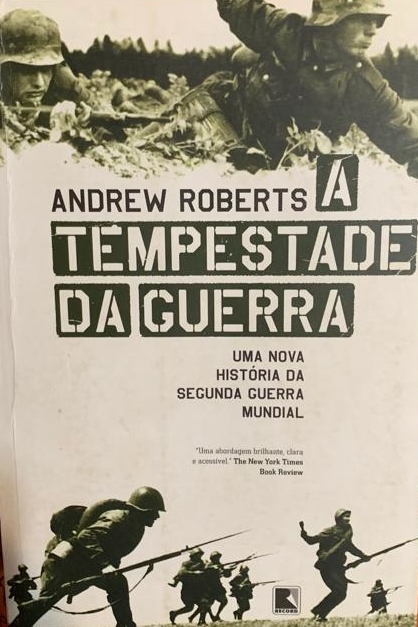 ANDREW ROBERTS A
TEMPESTADE
DA GUERRA
UMA NOVA
HISTÓRIA DA
SEGUNDA GUERRA
MUNDIAL
"Uma abordagem brilhante, clara
e acessível." The New York Times
Book Review
RECORD